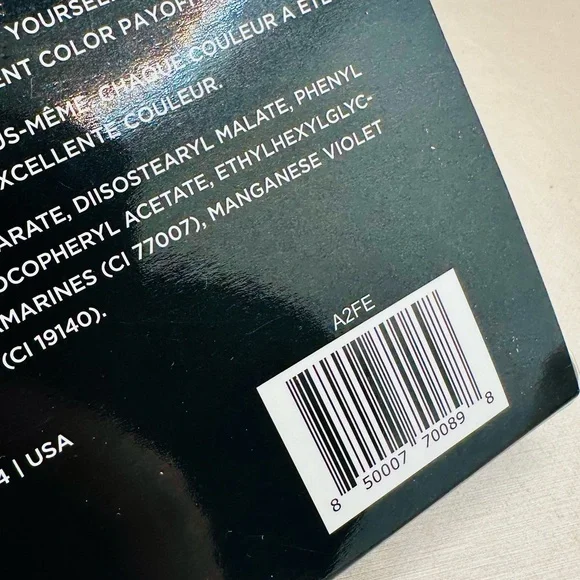 YOURSELF
ENT COLOR PAYOFF
US-MÊME. CHAQUE COULEUR A ÉTÉ
XCELLENTE COULEUR.
ARATE, DIISOSTEARYL MALATE, PHENYL
OCOPHERYL ACETATE, ETHYLHEXYLGLYC-
AMARINES (CI 77007), MANGANESE VIOLET
(CI 19140).
4 | USA
A2FE
8 50007 70089 8